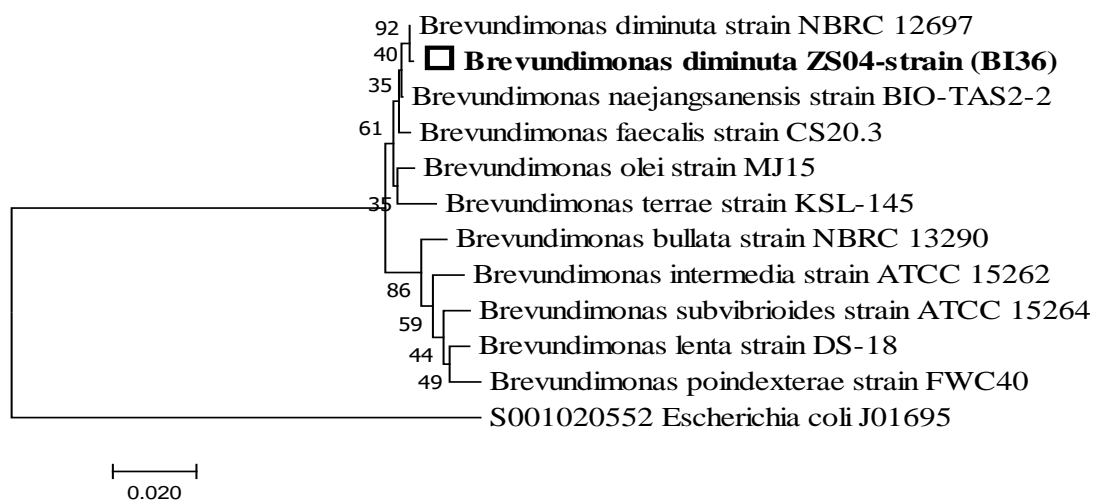 92 Brevundimonas diminuta strain NBRC 12697
40 Brevundimonas diminuta ZS04-strain (BI36)
35 Brevundimonas naejangsanensis strain BIO-TAS2-2
61 Brevundimonas faecalis strain CS20.3
Brevundimonas olei strain MJ15
35 Brevundimonas terrae strain KSL-145
Brevundimonas bullata strain NBRC 13290
86 Brevundimonas intermedia strain ATCC 15262
59 Brevundimonas subvibrioides strain ATCC 15264
44 Brevundimonas lenta strain DS-18
49 Brevundimonas poindexterae strain FWC40
S001020552 Escherichia coli J01695
0.020